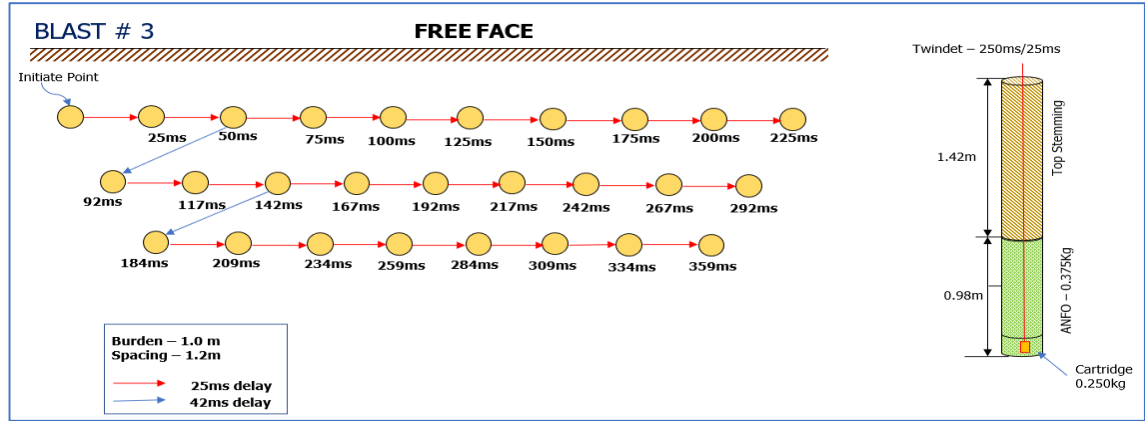 BLAST # 3
FREE FACE
Initiate Point
25ms
50ms
75ms
100ms
125ms
150ms
175ms
200ms
225ms
92ms
117ms
142ms
167ms
192ms
217ms
242ms
267ms
292ms
184ms
209ms
234ms
259ms
284ms
309ms
334ms
359ms
Burden – 1.0 m
Spacing – 1.2m
25ms delay
42ms delay
Twindet – 250ms/25ms
1.42m
Top Stemming
0.98m
ANFO – 0.375Kg
Cartridge
0.250kg